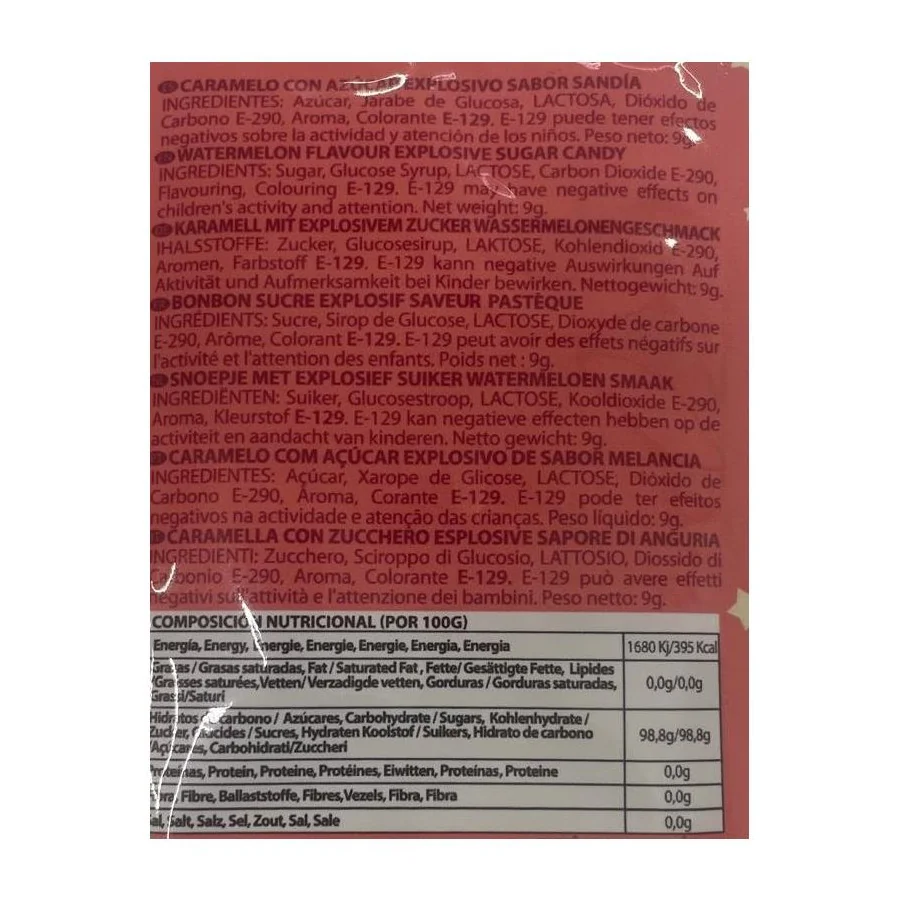 ES CARAMELO CON AZÚCAR EXPLOSIVO SABOR SANDÍA
INGREDIENTES: Azúcar, Jarabe de Glucosa, LACTOSA, Dióxido de
Carbono E-290, Aroma, Colorante E-129. E-129 puede tener efectos
negativos sobre la actividad y atención de los niños. Peso neto: 9g.
EN WATERMELON FLAVOUR EXPLOSIVE SUGAR CANDY
INGREDIENTS: Sugar, Glucose Syrup, LACTOSE, Carbon Dioxide E-290,
Flavouring, Colouring E-129. E-129 may have negative effects on
children's activity and attention. Net weight: 9g.
DE KARAMELL MIT EXPLOSIVEM ZUCKER WASSERMELONENGESCHMACK
IHALSSTOFFE: Zucker, Glucosesirup, LAKTOSE, Kohlendioxid E-290,
Aromen, Farbstoff E-129. E-129 kann negative Auswirkungen Auf
Aktivität und Aufmerksamkeit bei Kinder bewirken. Nettogewicht: 9g.
FR BONBON SUCRE EXPLOSIF SAVEUR PASTÈQUE
INGRÉDIENTS: Sucre, Sirop de Glucose, LACTOSE, Dioxyde de carbone
E-290, Arôme, Colorant E-129. E-129 peut avoir des effets négatifs sur
l'activité et l'attention des enfants. Poids net : 9g.
SNOEPJE MET EXPLOSIEF SUIKER WATERMELOEN SMAAK
INGREDIËNTEN: Suiker, Glucosestroop, LACTOSE, Kooldioxide E-290,
Aroma, Kleurstof E-129. E-129 kan negatieve effecten hebben op de
activiteit en aandacht van kinderen. Netto gewicht: 9g.
CARAMELO COM AÇÚCAR EXPLOSIVO DE SABOR MELANCIA
INGREDIENTES: Açúcar, Xarope de Glicose, LACTOSE, Dióxido de
Carbono E-290, Aroma, Corante E-129. E-129 pode ter efeitos
negativos na actividade e atenção das crianças. Peso líquido: 9g.
CARAMELLA CON ZUCCHERO ESPLOSIVE SAPORE DI ANGURIA
INGREDIENTI: Zucchero, Sciroppo di Glucosio, LATTOSIO, Diossido di
Carbonio E-290, Aroma, Colorante E-129. E-129 può avere effetti
negativi sull'attività e l'attenzione dei bambini. Peso netto: 9g.
COMPOSICIÓN NUTRICIONAL (POR 100G)
Energía, Energy, Energie, Energie, Energie, Energia, Energia 1680 Kj/395 Kcal
Grasas / Grasas saturadas, Fat / Saturated Fat, Fette/ Gesättigte Fette, Lipides
/Graisses saturées, Vetten/ Verzadigde vetten, Gorduras / Gorduras saturadas, 0,0g/0,0g
Grassi/Saturi
Hidratos de carbono / Azúcares, Carbohydrate / Sugars, Kohlenhydrate /
Zucker, Glucides / Sucres, Hydraten Koolstof / Suikers, Hidrato de carbono 98,8g/98,8g
/Açúcares, Carbohidrati/Zuccheri
Proteínas, Protein, Proteine, Protéines, Eiwitten, Proteínas, Proteine 0,0g
Fibra, Fibre, Ballaststoffe, Fibres, Vezels, Fibra, Fibra 0,0g
Sal, Salt, Salz, Sel, Zout, Sal, Sale 0,0g